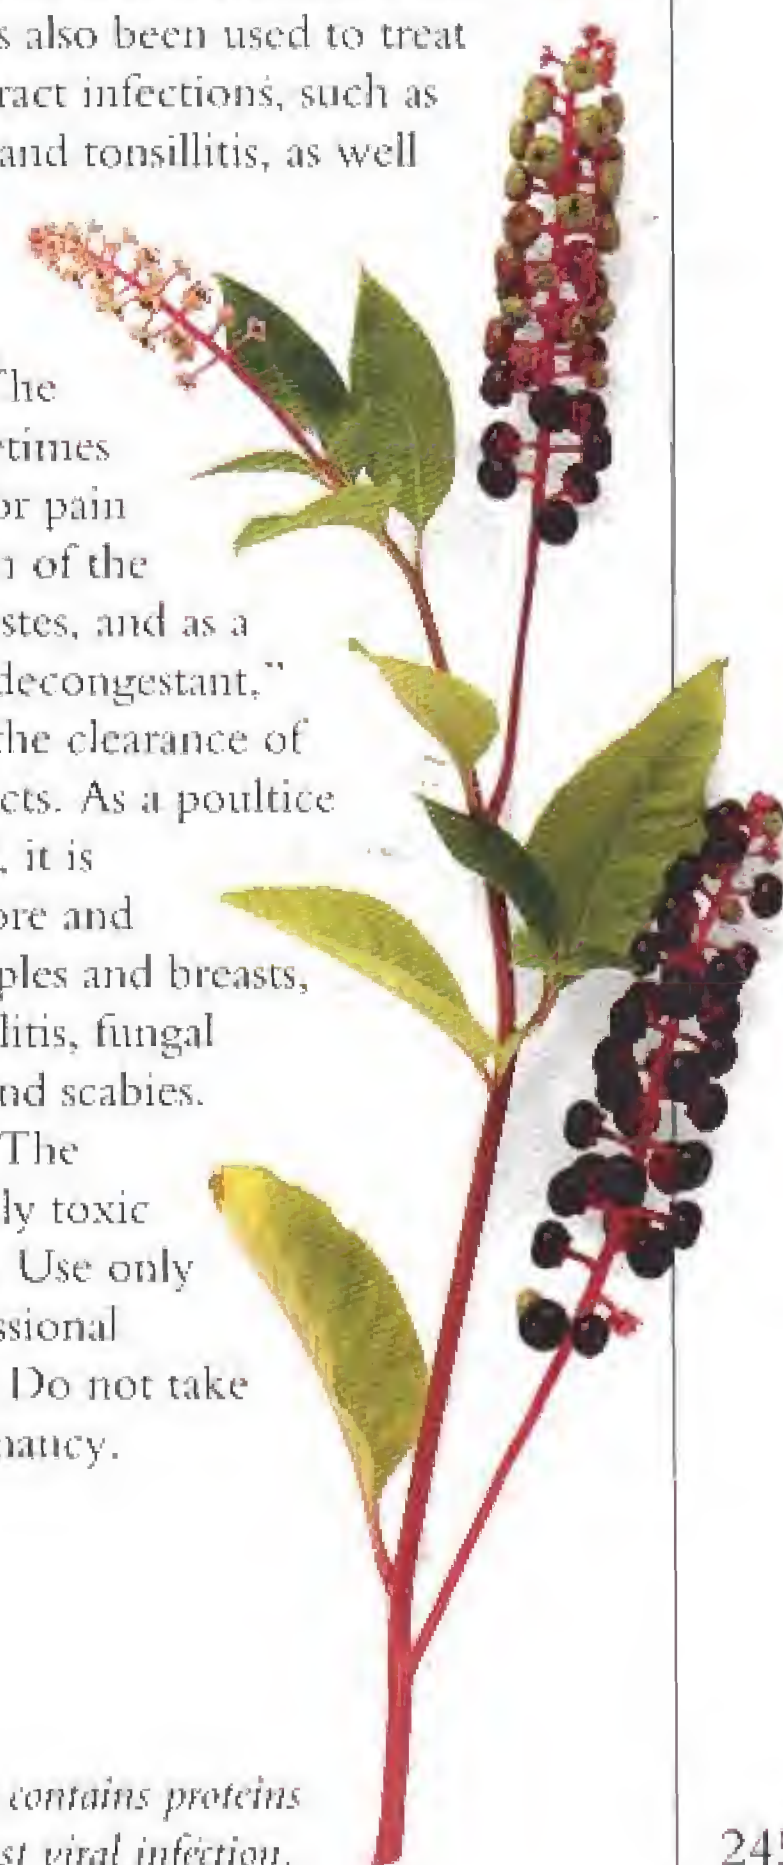 s also been used to treat
ract infections, such as
and tonsillitis, as well
The
etimes
or pain
n of the
stes, and as a
decongestant,"
the clearance of
cts. As a poultice
, it is
ore and
ples and breasts,
litis, fungal
nd scabies.
The
ly toxic
Use only
ssional
Do not take
nancy.
contains proteins
st viral infection.
245